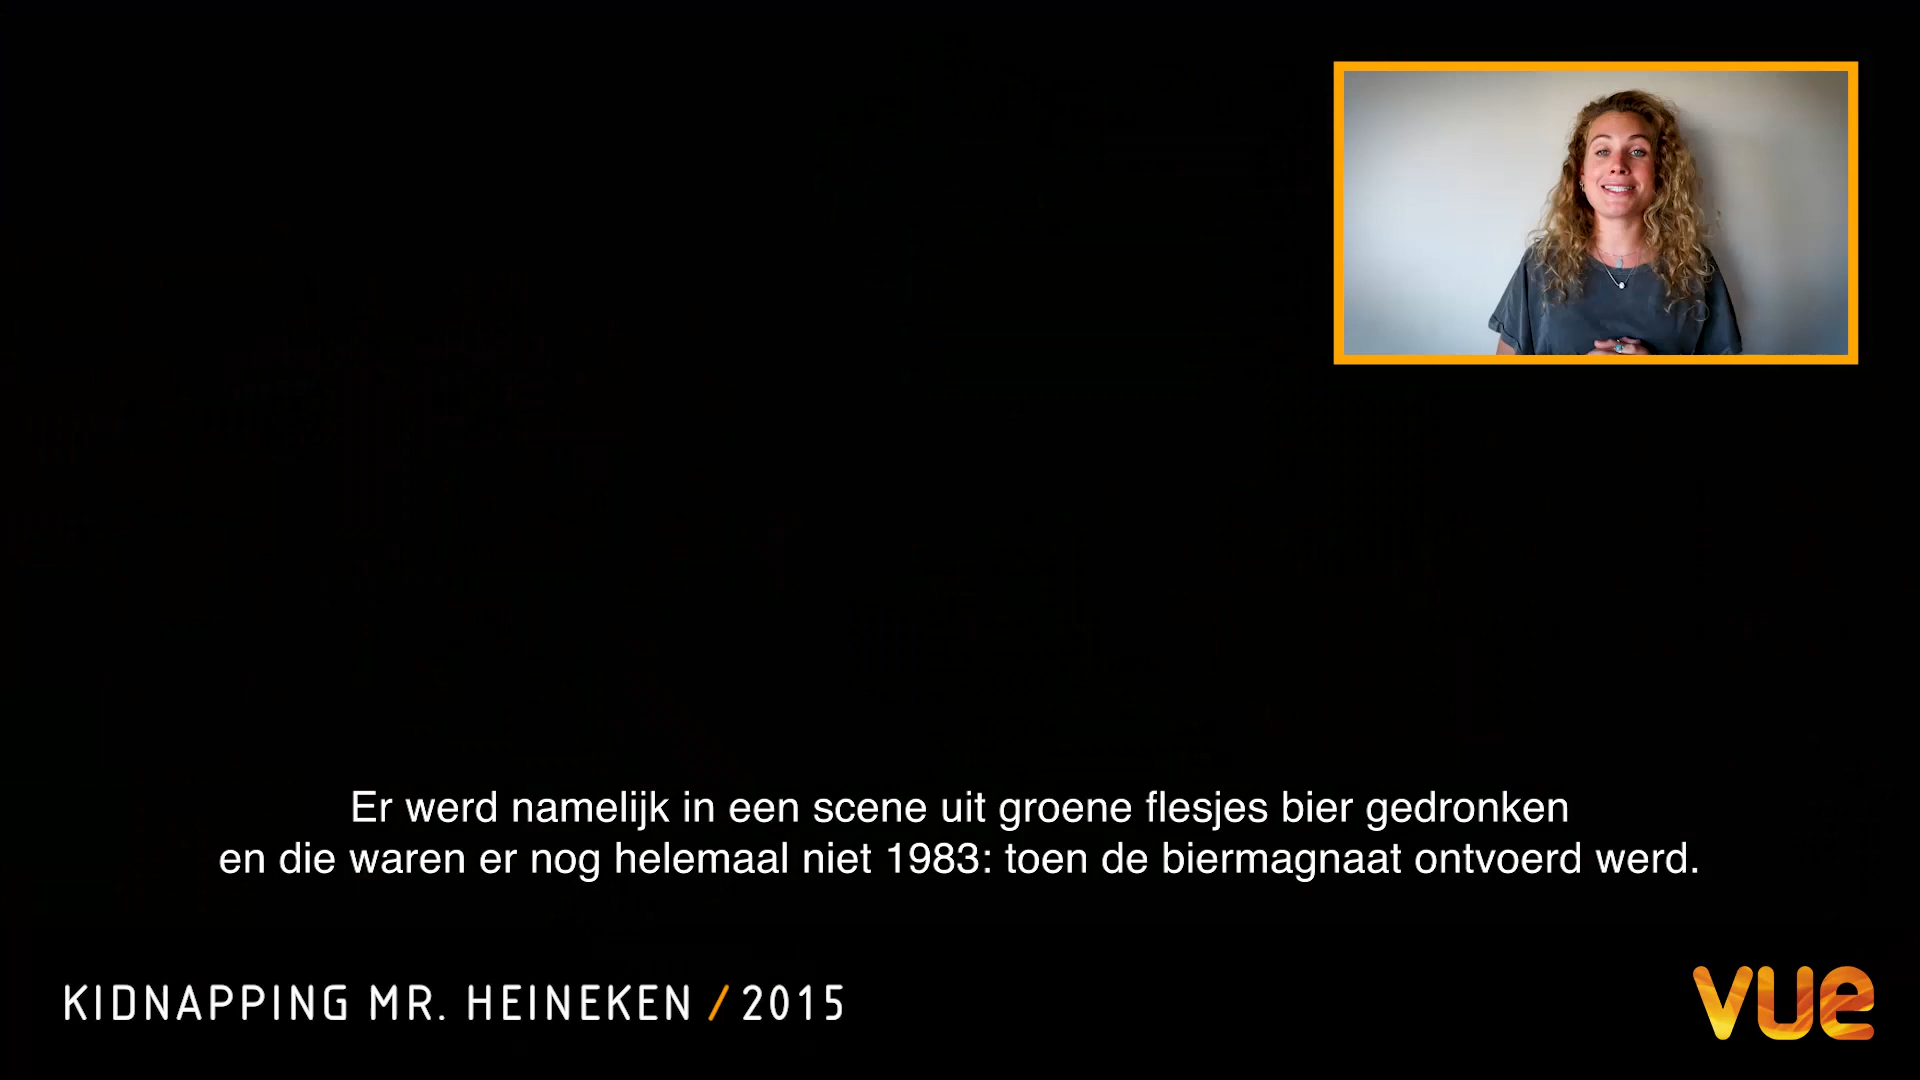 Er werd namelijk in een scene uit groene flesjes bier gedronken
en die waren er nog helemaal niet 1983: toen de biermagnaat ontvoerd werd.
KIDNAPPING MR. HEINEKEN / 2015
vue